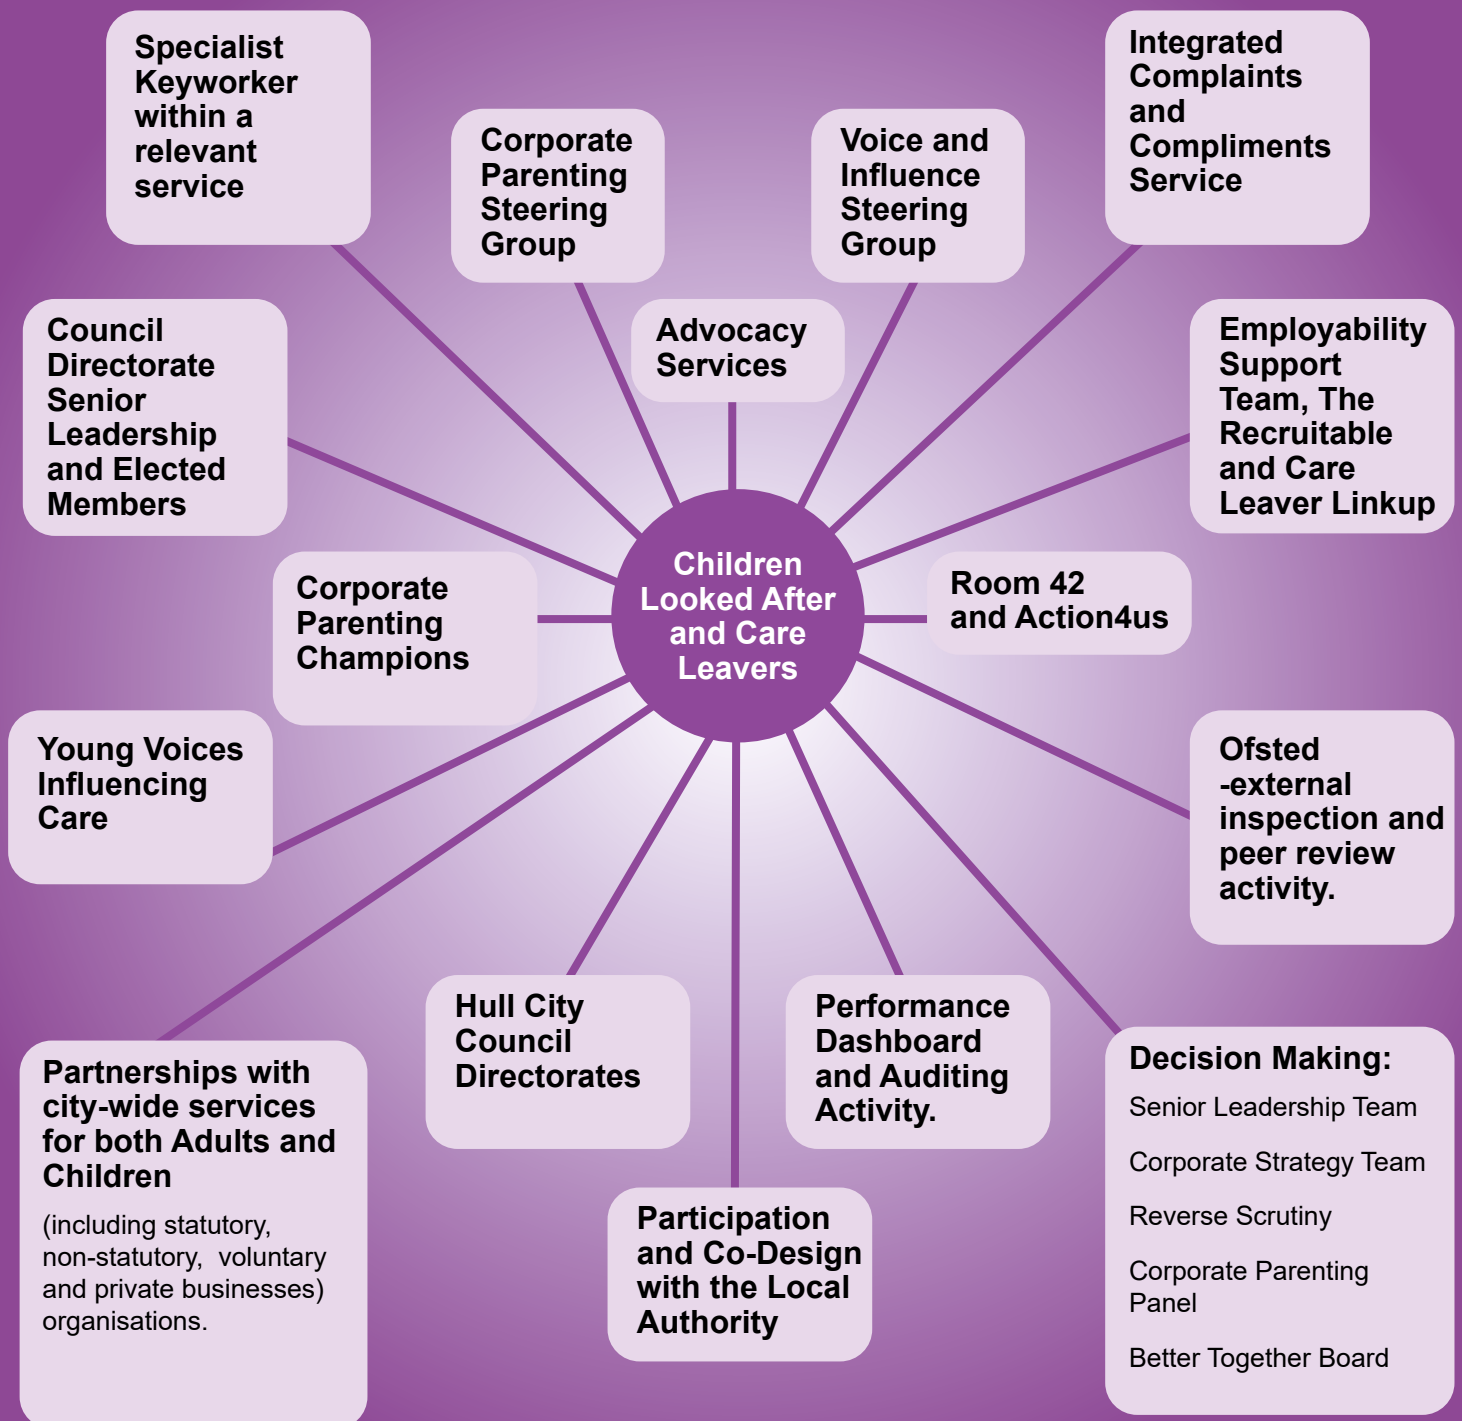 Specialist
Keyworker
within a
relevant
service
Corporate
Parenting
Steering
Group
Voice and
Influence
Steering
Group
Integrated
Complaints
and
Compliments
Service
Council
Directorate
Senior
Leadership
and Elected
Members
Advocacy
Services
Employability
Support
Team, The
Recruitable
and Care
Leaver Linkup
Corporate
Parenting
Champions
Children
Looked After
and Care
Leavers
Room 42
and Action4us
Young Voices
Influencing
Care
Ofsted
-external
inspection and
peer review
activity.
Partnerships with
city-wide services
for both Adults and
Children
(including statutory,
non-statutory, voluntary
and private businesses)
organisations.
Hull City
Council
Directorates
Participation
and Co-Design
with the Local
Authority
Performance
Dashboard
and Auditing
Activity.
Decision Making:
Senior Leadership Team
Corporate Strategy Team
Reverse Scrutiny
Corporate Parenting
Panel
Better Together Board